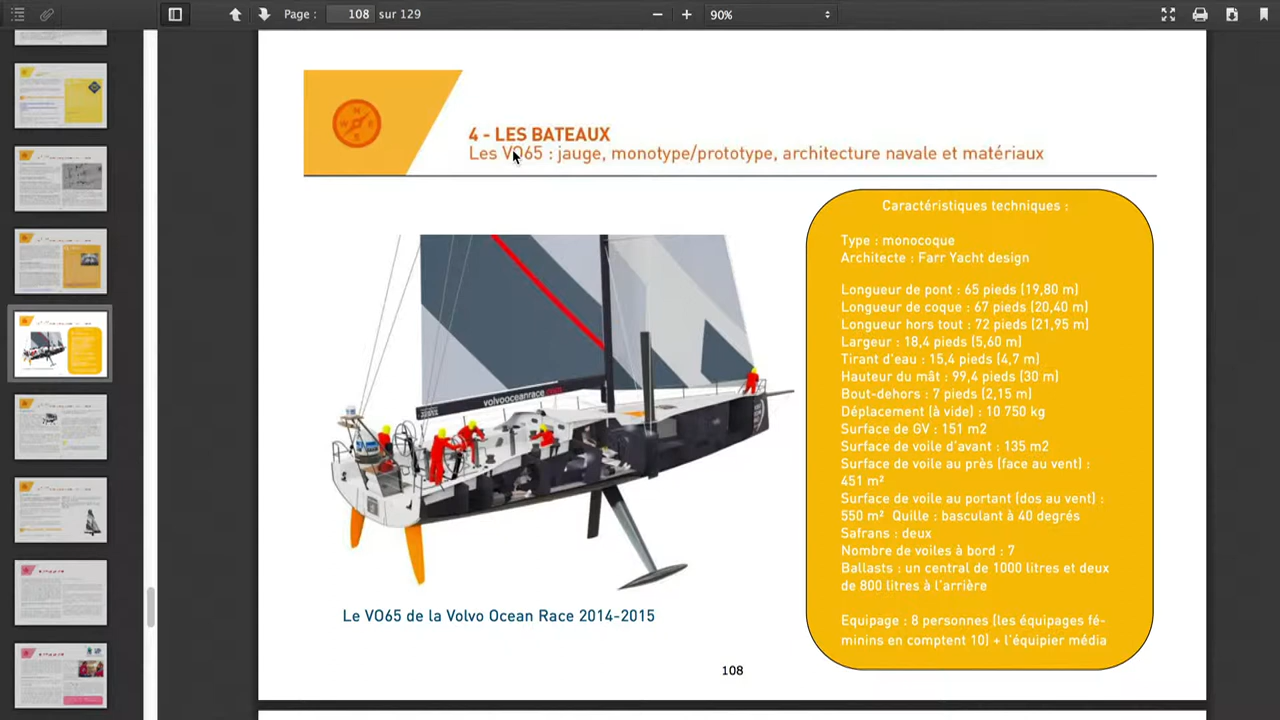 Page :
108
sur 129
90%
4 - LES BATEAUX
Les VO65 : jauge, monotype/prototype, architecture navale et matériaux
volvooceanrace.com
Le VO65 de la Volvo Ocean Race 2014-2015
Caractéristiques techniques :
Type : monocoque
Architecte : Farr Yacht design
Longueur de pont : 65 pieds (19,80 m)
Longueur de coque : 67 pieds (20,40 m)
Longueur hors tout : 72 pieds (21,95 m)
Largeur : 18,4 pieds (5,60 m)
Tirant d'eau : 15,4 pieds (4,7 m)
Hauteur du mât : 99,4 pieds (30 m)
Bout-dehors : 7 pieds (2,15 m)
Déplacement (à vide) : 10 750 kg
Surface de GV : 151 m2
Surface de voile d'avant : 135 m2
Surface de voile au près (face au vent) :
451 m²
Surface de voile au portant (dos au vent) :
550 m² Quille : basculant à 40 degrés
Safrans : deux
Nombre de voiles à bord : 7
Ballasts : un central de 1000 litres et deux
de 800 litres à l'arrière
Equipage : 8 personnes (les équipages fé-
minins en comptent 10) + l'équipier média
108